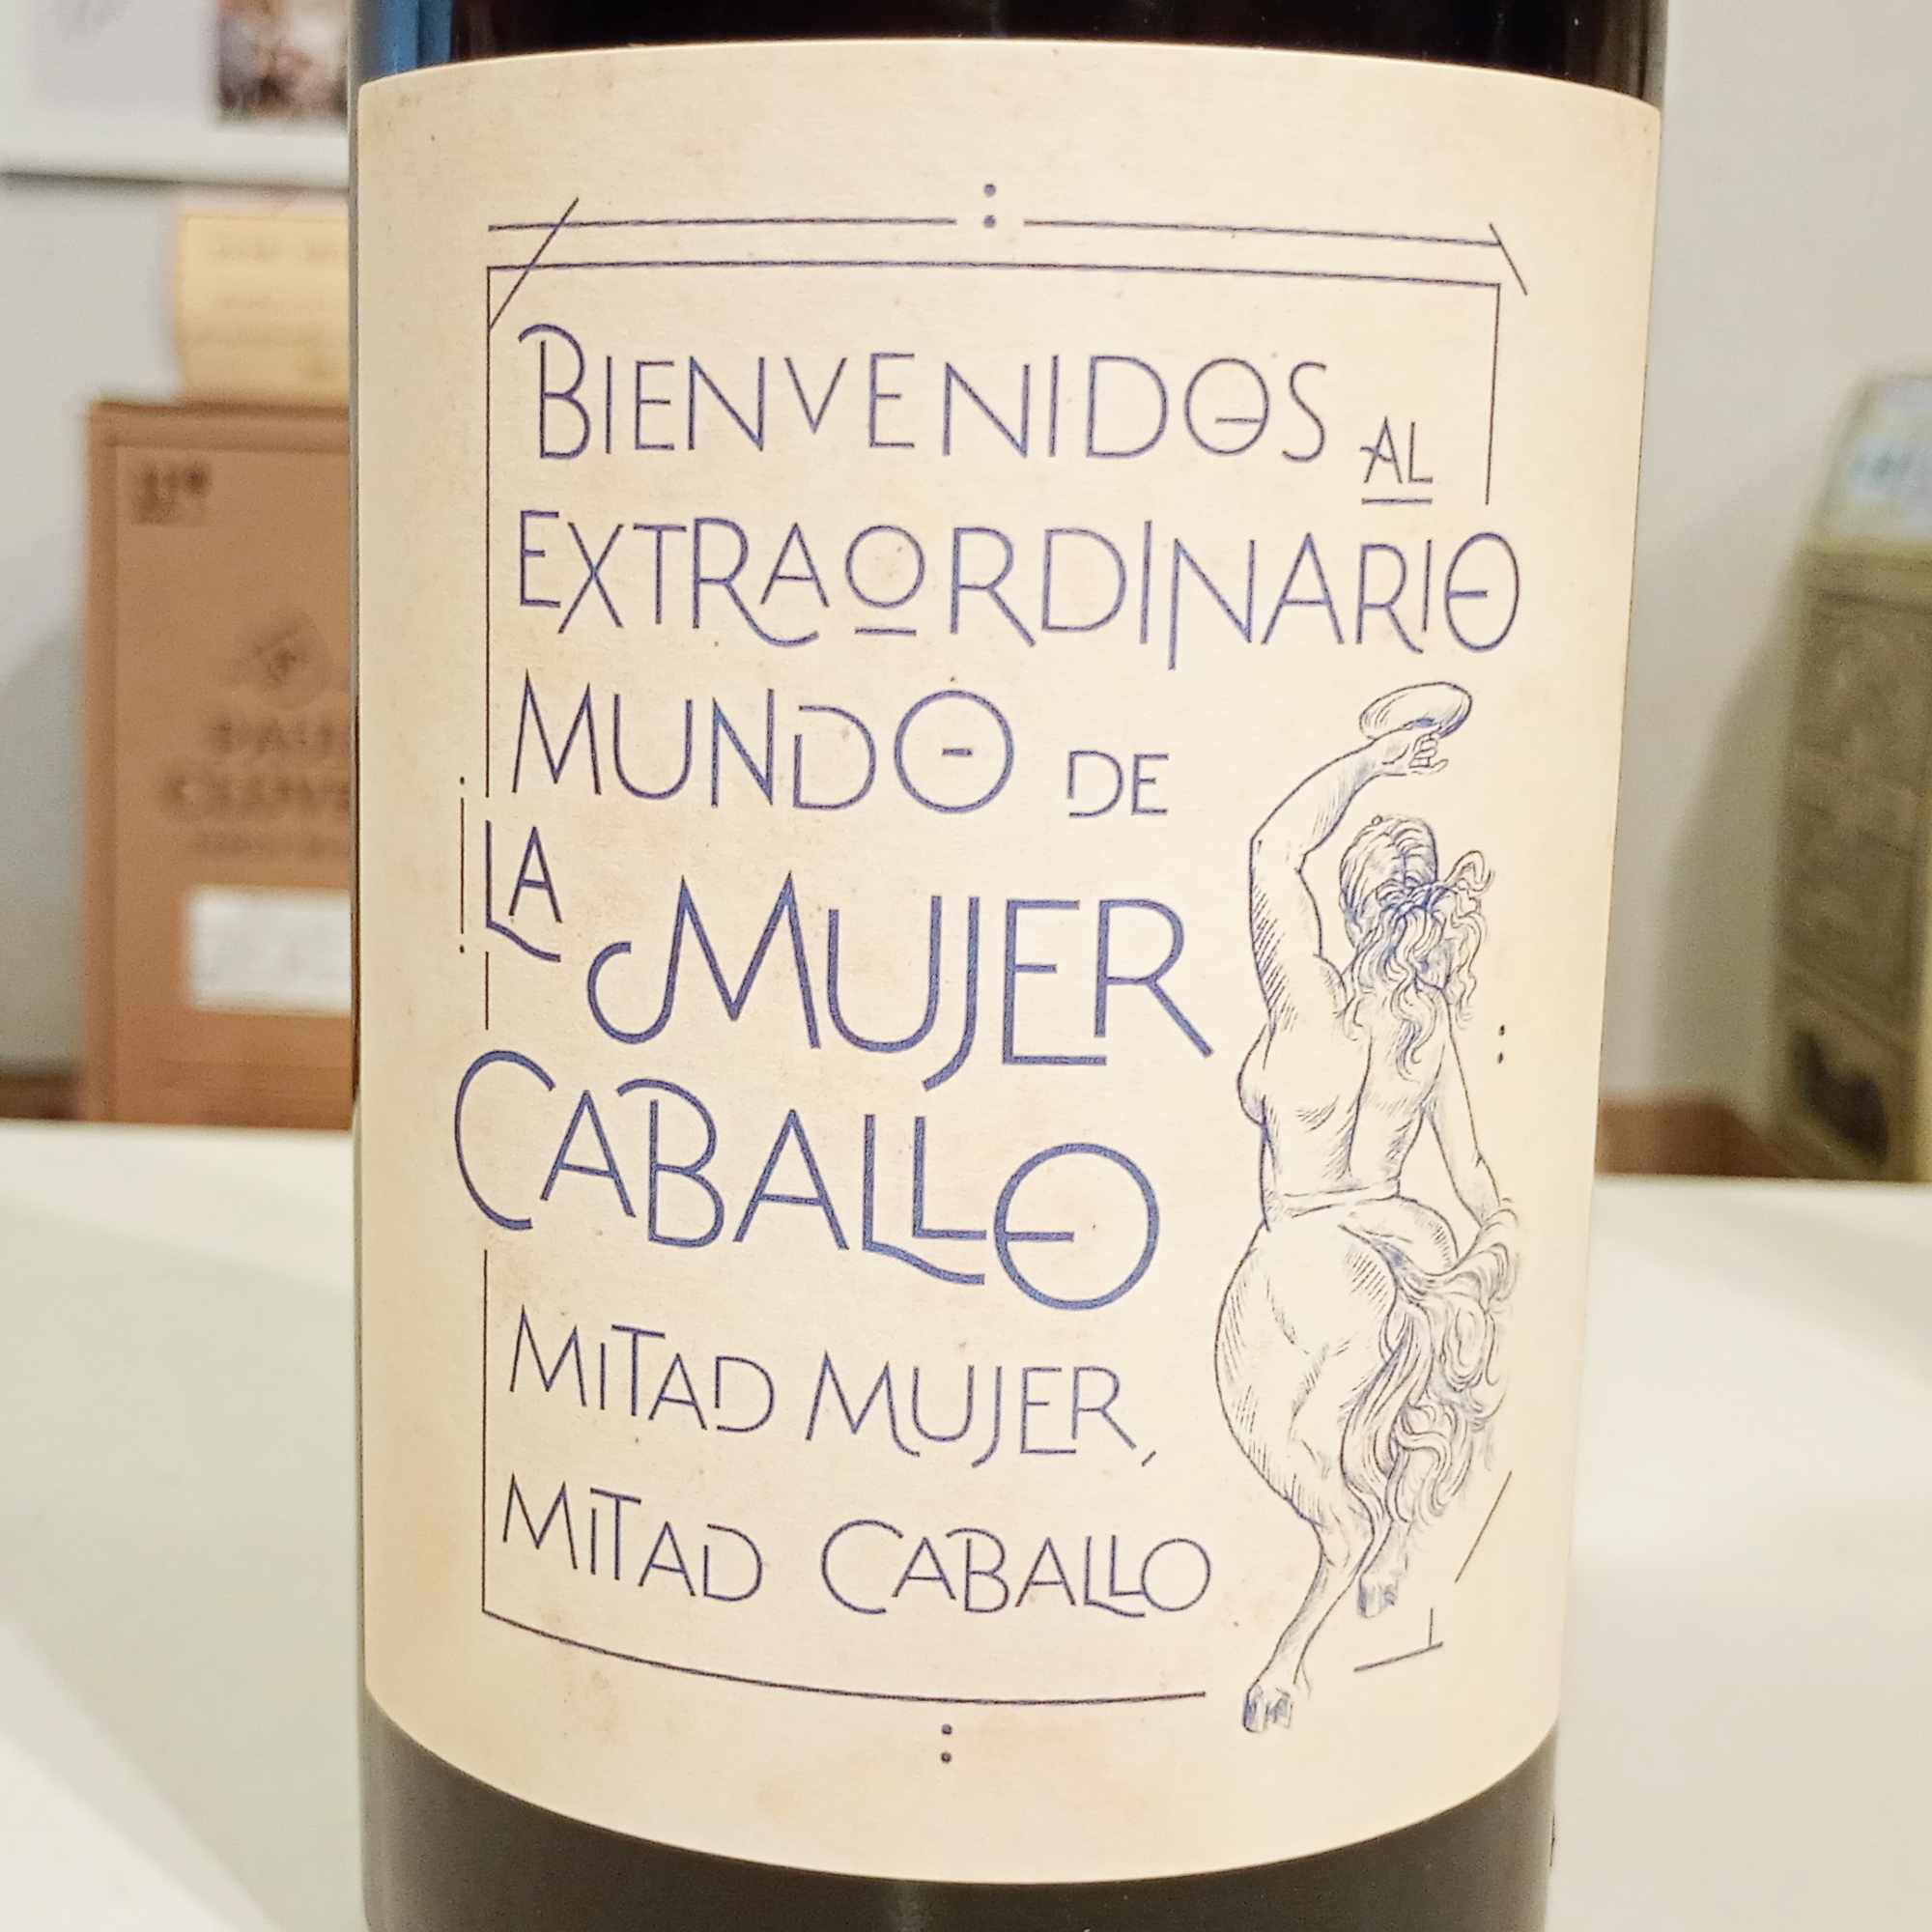 BIENVENIDOS AL
EXTRAORDINARIO
MUNDO DE
LA MUJER
CABALLO
MITAD MUJER,
MITAD CABALLO